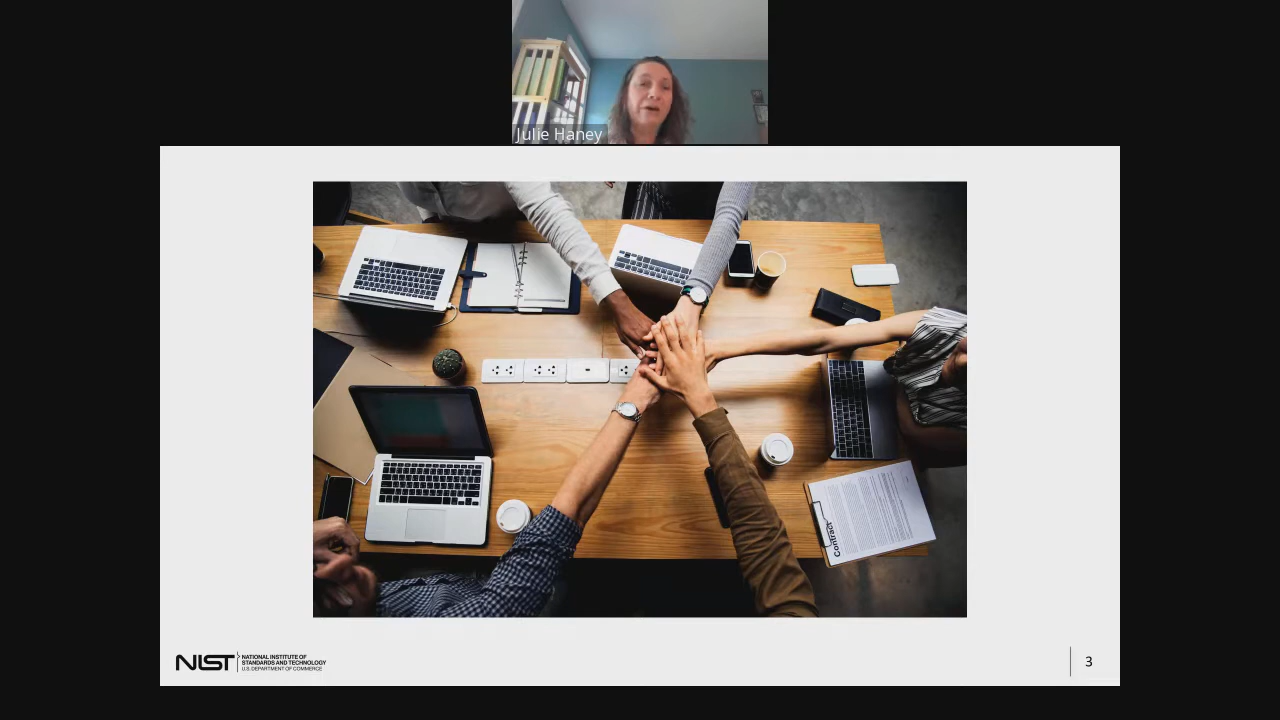 Julie Haney
Contract
NIST
NATIONAL INSTITUTE OF
STANDARDS AND TECHNOLOGY
U.S. DEPARTMENT OF COMMERCE
3